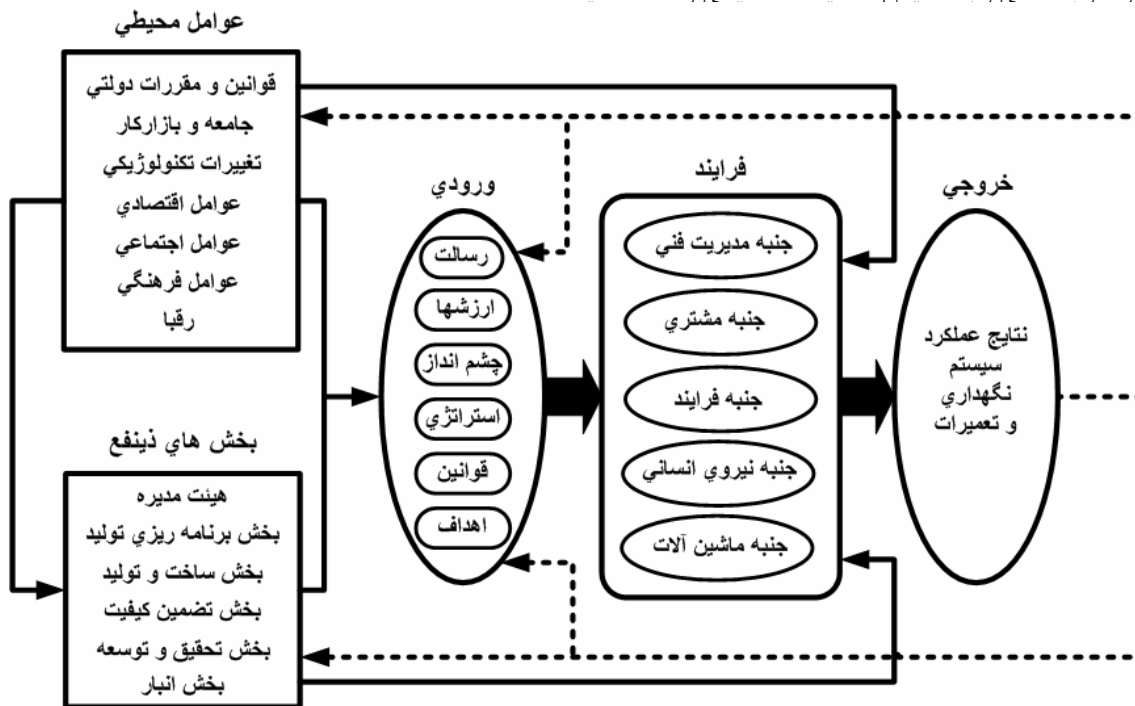 عوامل محيطي
قوانين و مقررات دولتي
جامعه و بازاركار
تغييرات تكنولوژيكي
عوامل اقتصادي
عوامل اجتماعي
عوامل فرهنگي
رقبا
بخش هاي ذينفع
هيئت مديره
بخش برنامه ريزي توليد
بخش ساخت و توليد
بخش تضمين كيفيت
بخش تحقيق و توسعه
بخش انبار
ورودي
رسالت
ارزشها
چشم انداز
استراتژي
قوانين
اهداف
فرايند
جنبه مديريت فني
جنبه مشتري
جنبه فرايند
جنبه نيروي انساني
جنبه ماشين آلات
خروجي
نتايج عملكرد
سيستم
نگهداري
و تعميرات